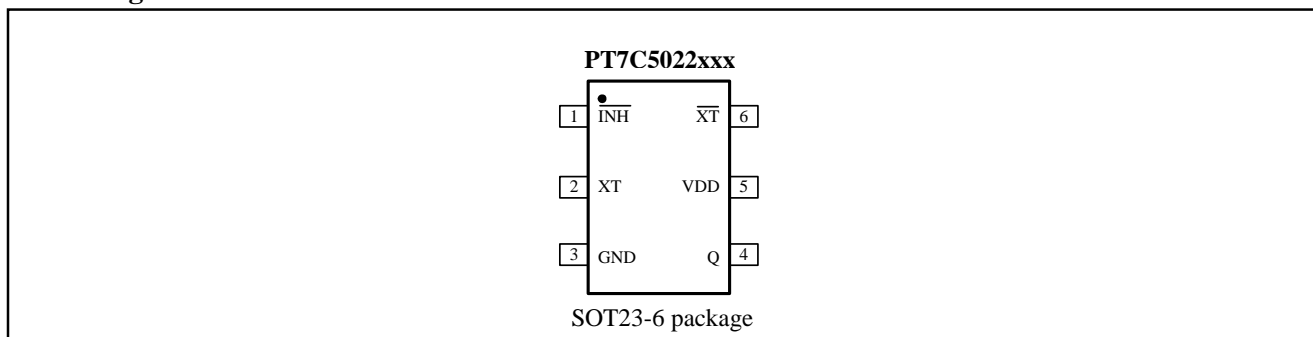 PT7C5022xxx
1 INH XT 6
2 XT VDD 5
3 GND Q 4
SOT23-6 package